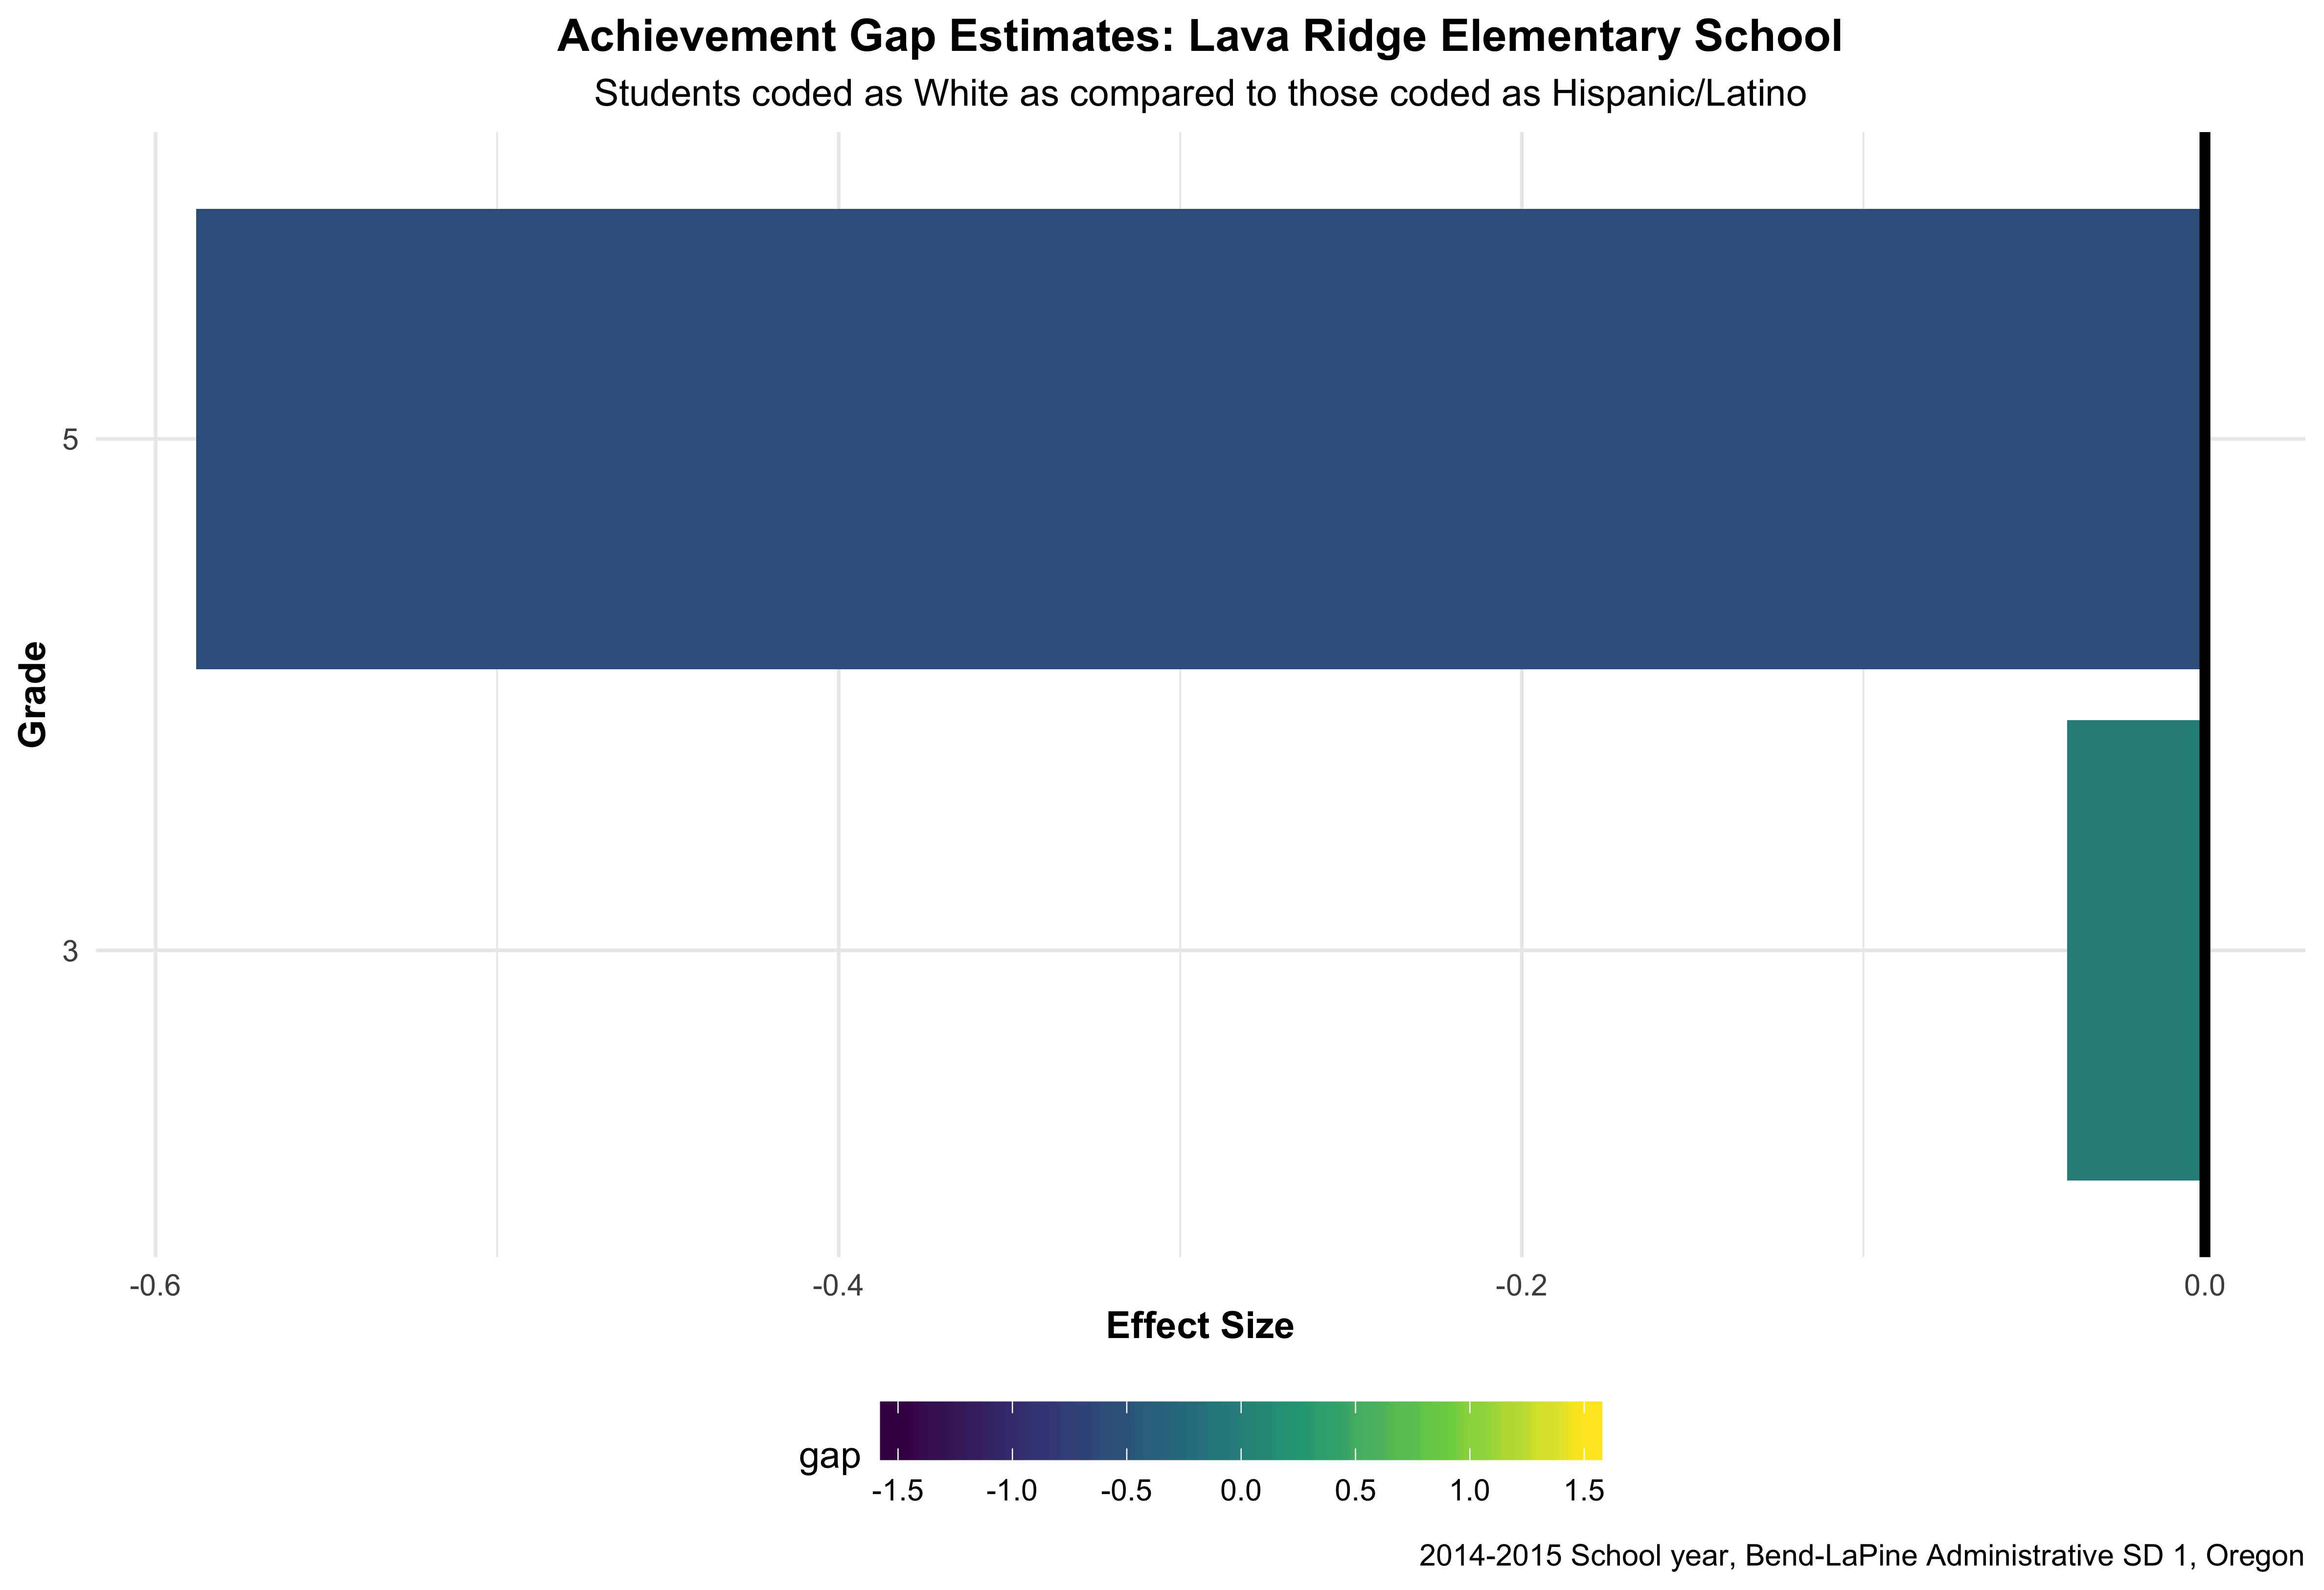 Achievement Gap Estimates: Lava Ridge Elementary School
Students coded as White as compared to those coded as Hispanic/Latino
Grade
5
3
-0.6 -0.4 -0.2 0.0
Effect Size
gap
-1.5 -1.0 -0.5 0.0 0.5 1.0 1.5
2014-2015 School year, Bend-LaPine Administrative SD 1, Oregon